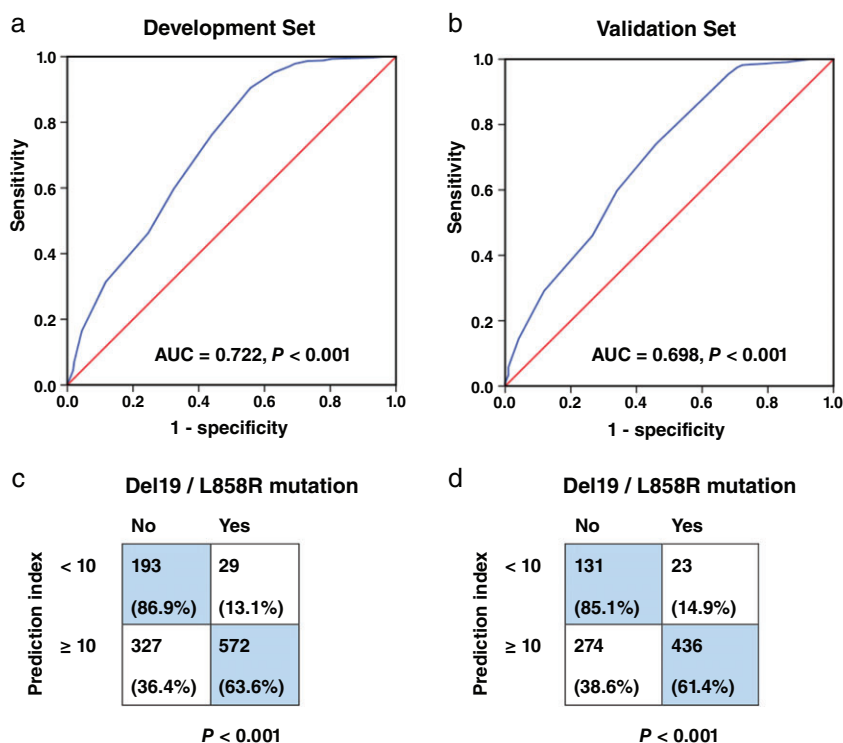 a
Development Set
1.0
0.8
0.6
0.4
0.2
0.0
Sensitivity
AUC = 0.722, P < 0.001
0.0 0.2 0.4 0.6 0.8 1.0
1 - specificity
b
Validation Set
1.0
0.8
0.6
0.4
0.2
0.0
Sensitivity
AUC = 0.698, P < 0.001
0.0 0.2 0.4 0.6 0.8 1.0
1 - specificity
c
Del19 / L858R mutation
No Yes
Prediction index
< 10 193 29
(86.9%) (13.1%)
≥ 10 327 572
(36.4%) (63.6%)
P < 0.001
d
Del19 / L858R mutation
No Yes
Prediction index
< 10 131 23
(85.1%) (14.9%)
≥ 10 274 436
(38.6%) (61.4%)
P < 0.001